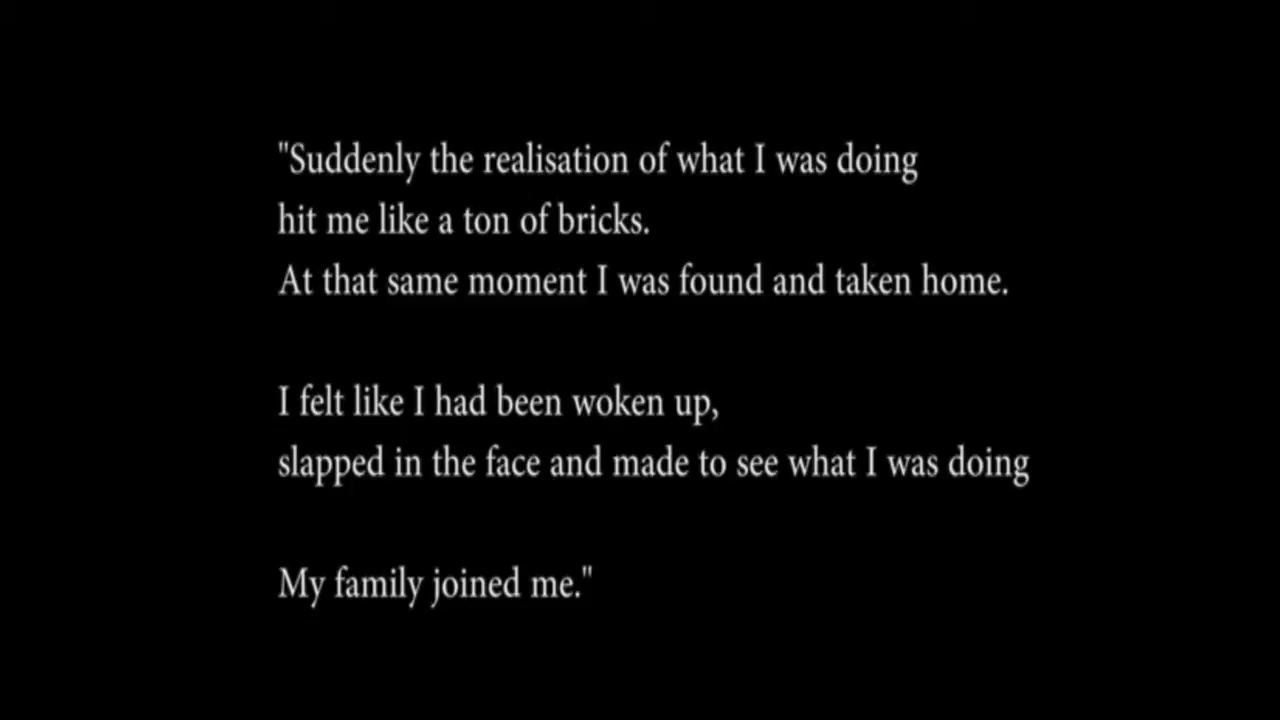 "Suddenly the realisation of what I was doing
hit me like a ton of bricks.
At that same moment I was found and taken home.
I felt like I had been woken up,
slapped in the face and made to see what I was doing
My family joined me."